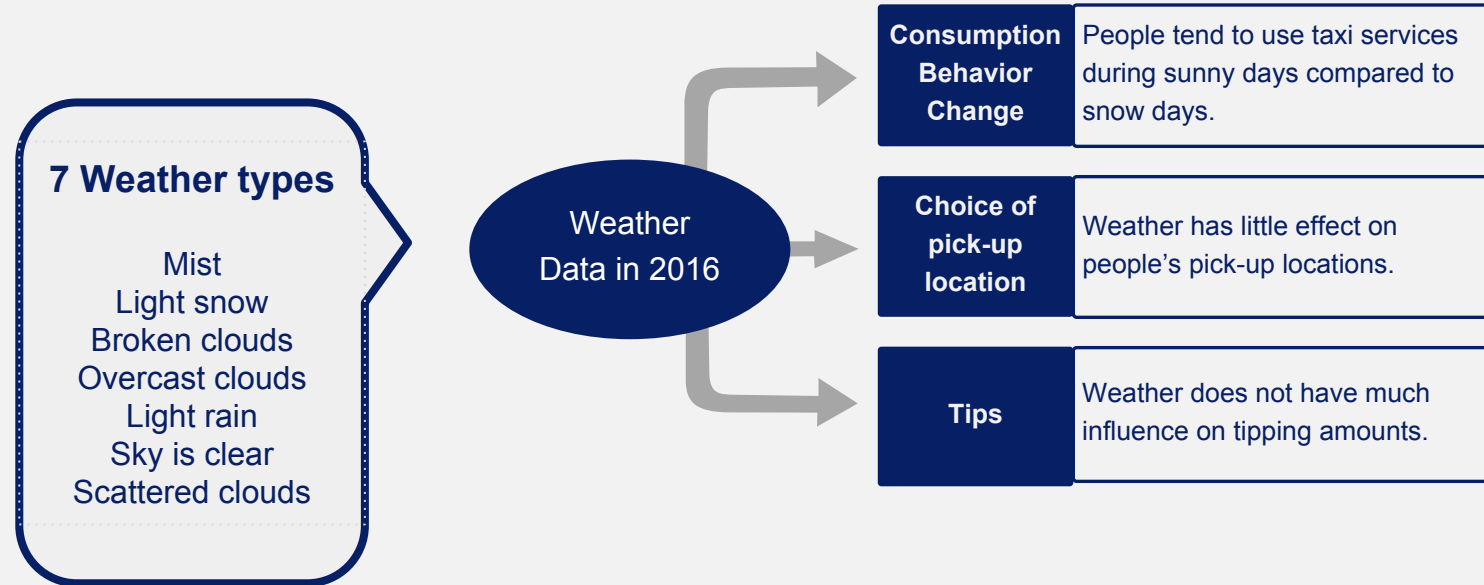 7 Weather types
Mist
Light snow
Broken clouds
Overcast clouds
Light rain
Sky is clear
Scattered clouds
Weather
Data in 2016
Consumption
Behavior
Change
People tend to use taxi services
during sunny days compared to
snow days.
Choice of
pick-up
location
Weather has little effect on
people’s pick-up locations.
Tips
Weather does not have much
influence on tipping amounts.